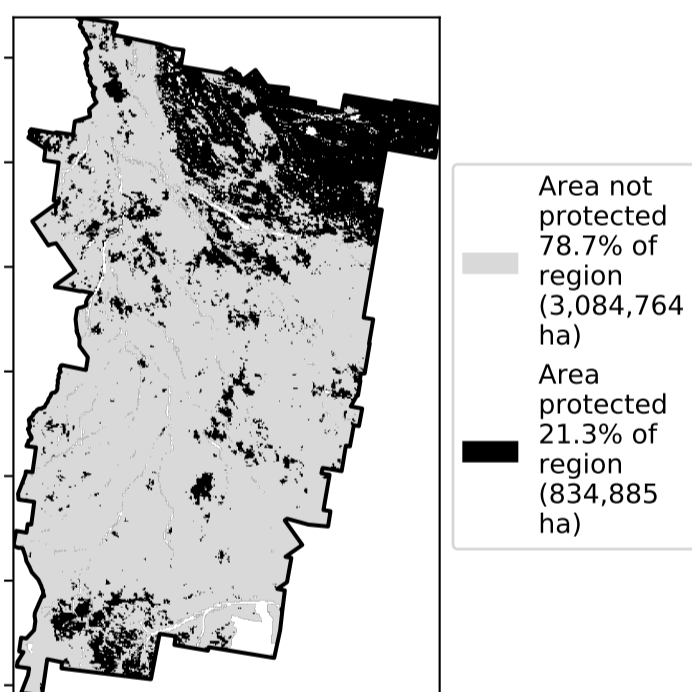 Area not
protected
78.7% of
region
(3,084,764
ha)
Area
protected
21.3% of
region
(834,885
ha)